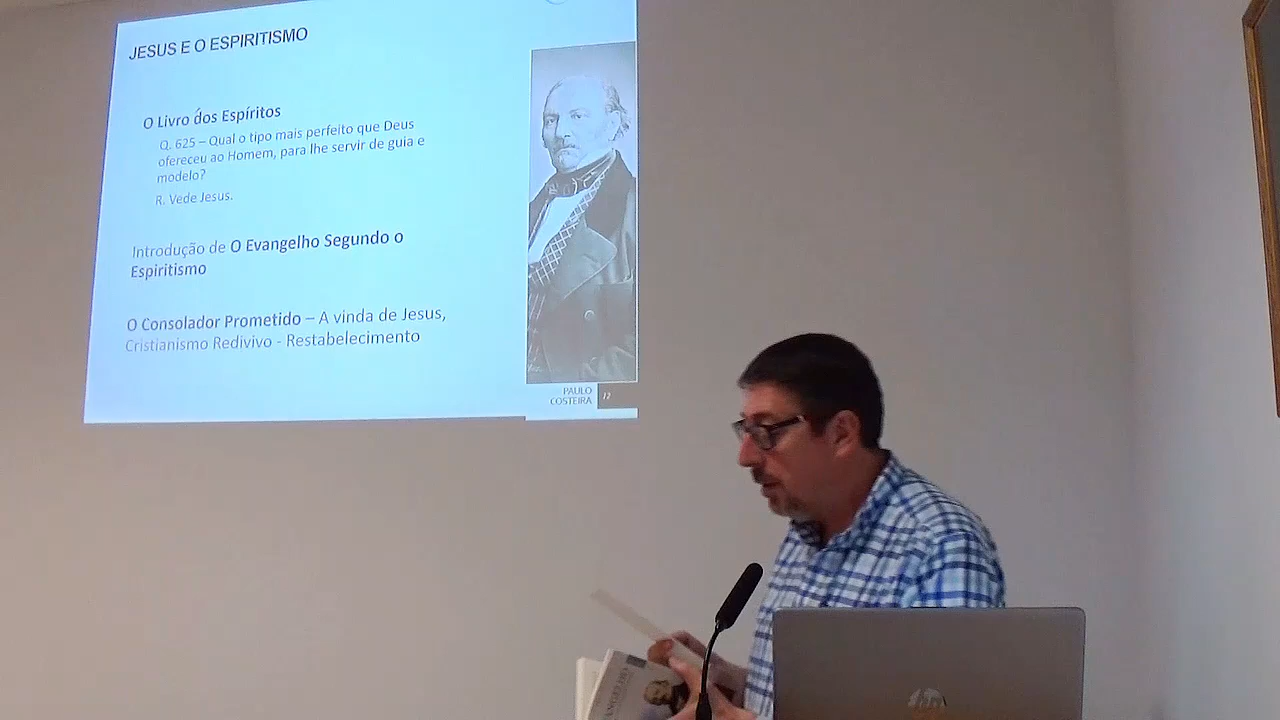 JESUS E O ESPIRITISMO
O Livro dos Espíritos
Q. 625 – Qual o tipo mais perfeito que Deus
ofereceu ao Homem, para lhe servir de guia e
modelo?
R. Vede Jesus.
Introdução de O Evangelho Segundo o
Espiritismo
O Consolador Prometido – A vinda de Jesus,
Cristianismo Redivivo - Restabelecimento
PAULO
COSTEIRA
12
hp